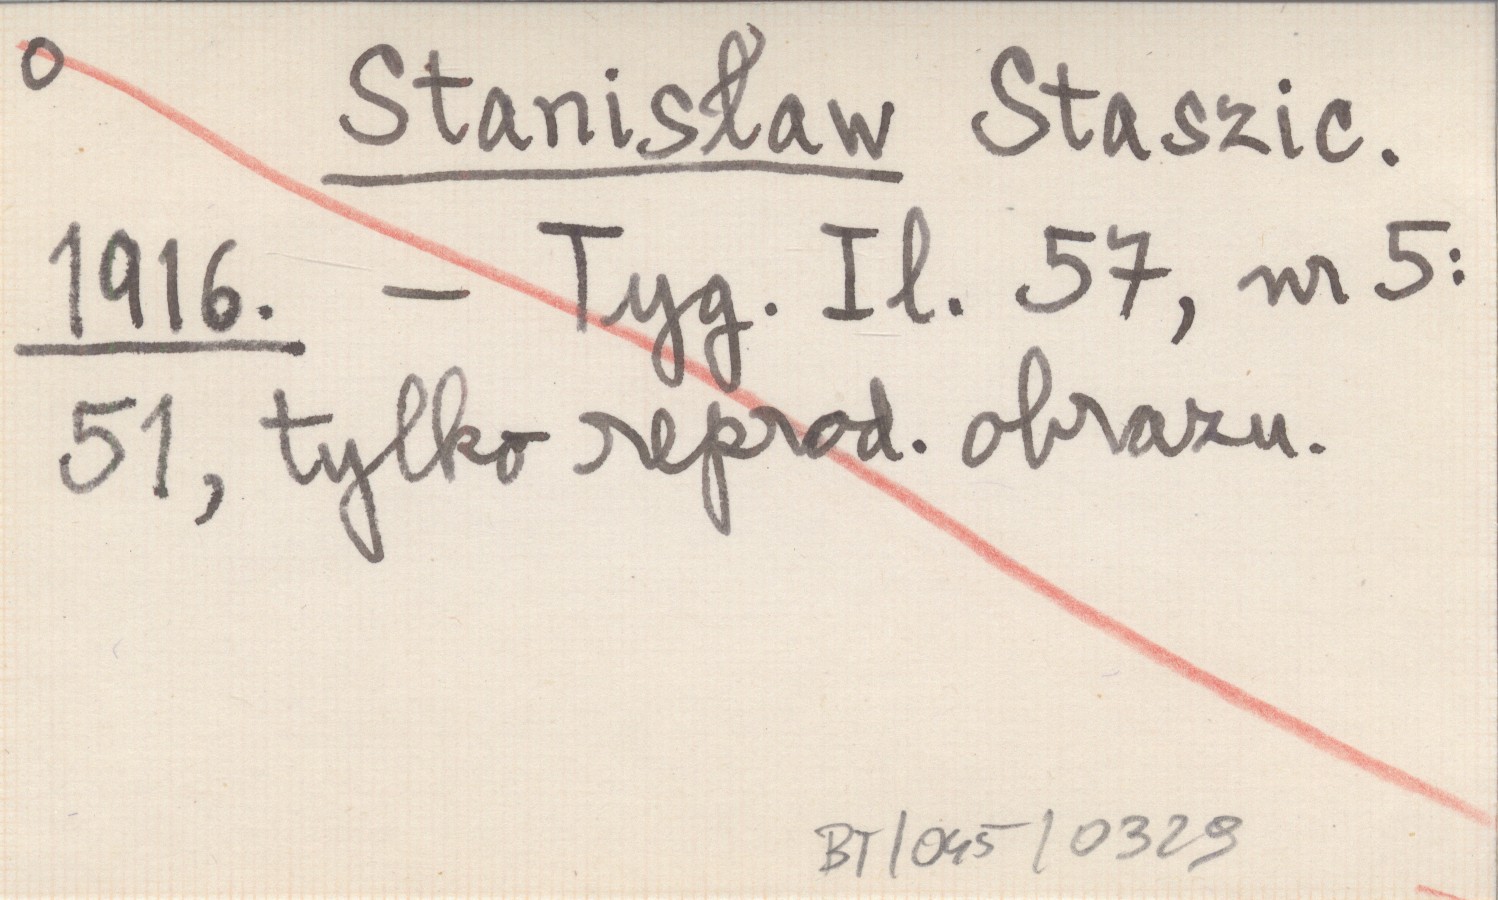 o Stanisław Staszic.
1916. – Tyg. Il. 57, nr 5:
51, tylko reprod. obrazu.
BT/045/0329